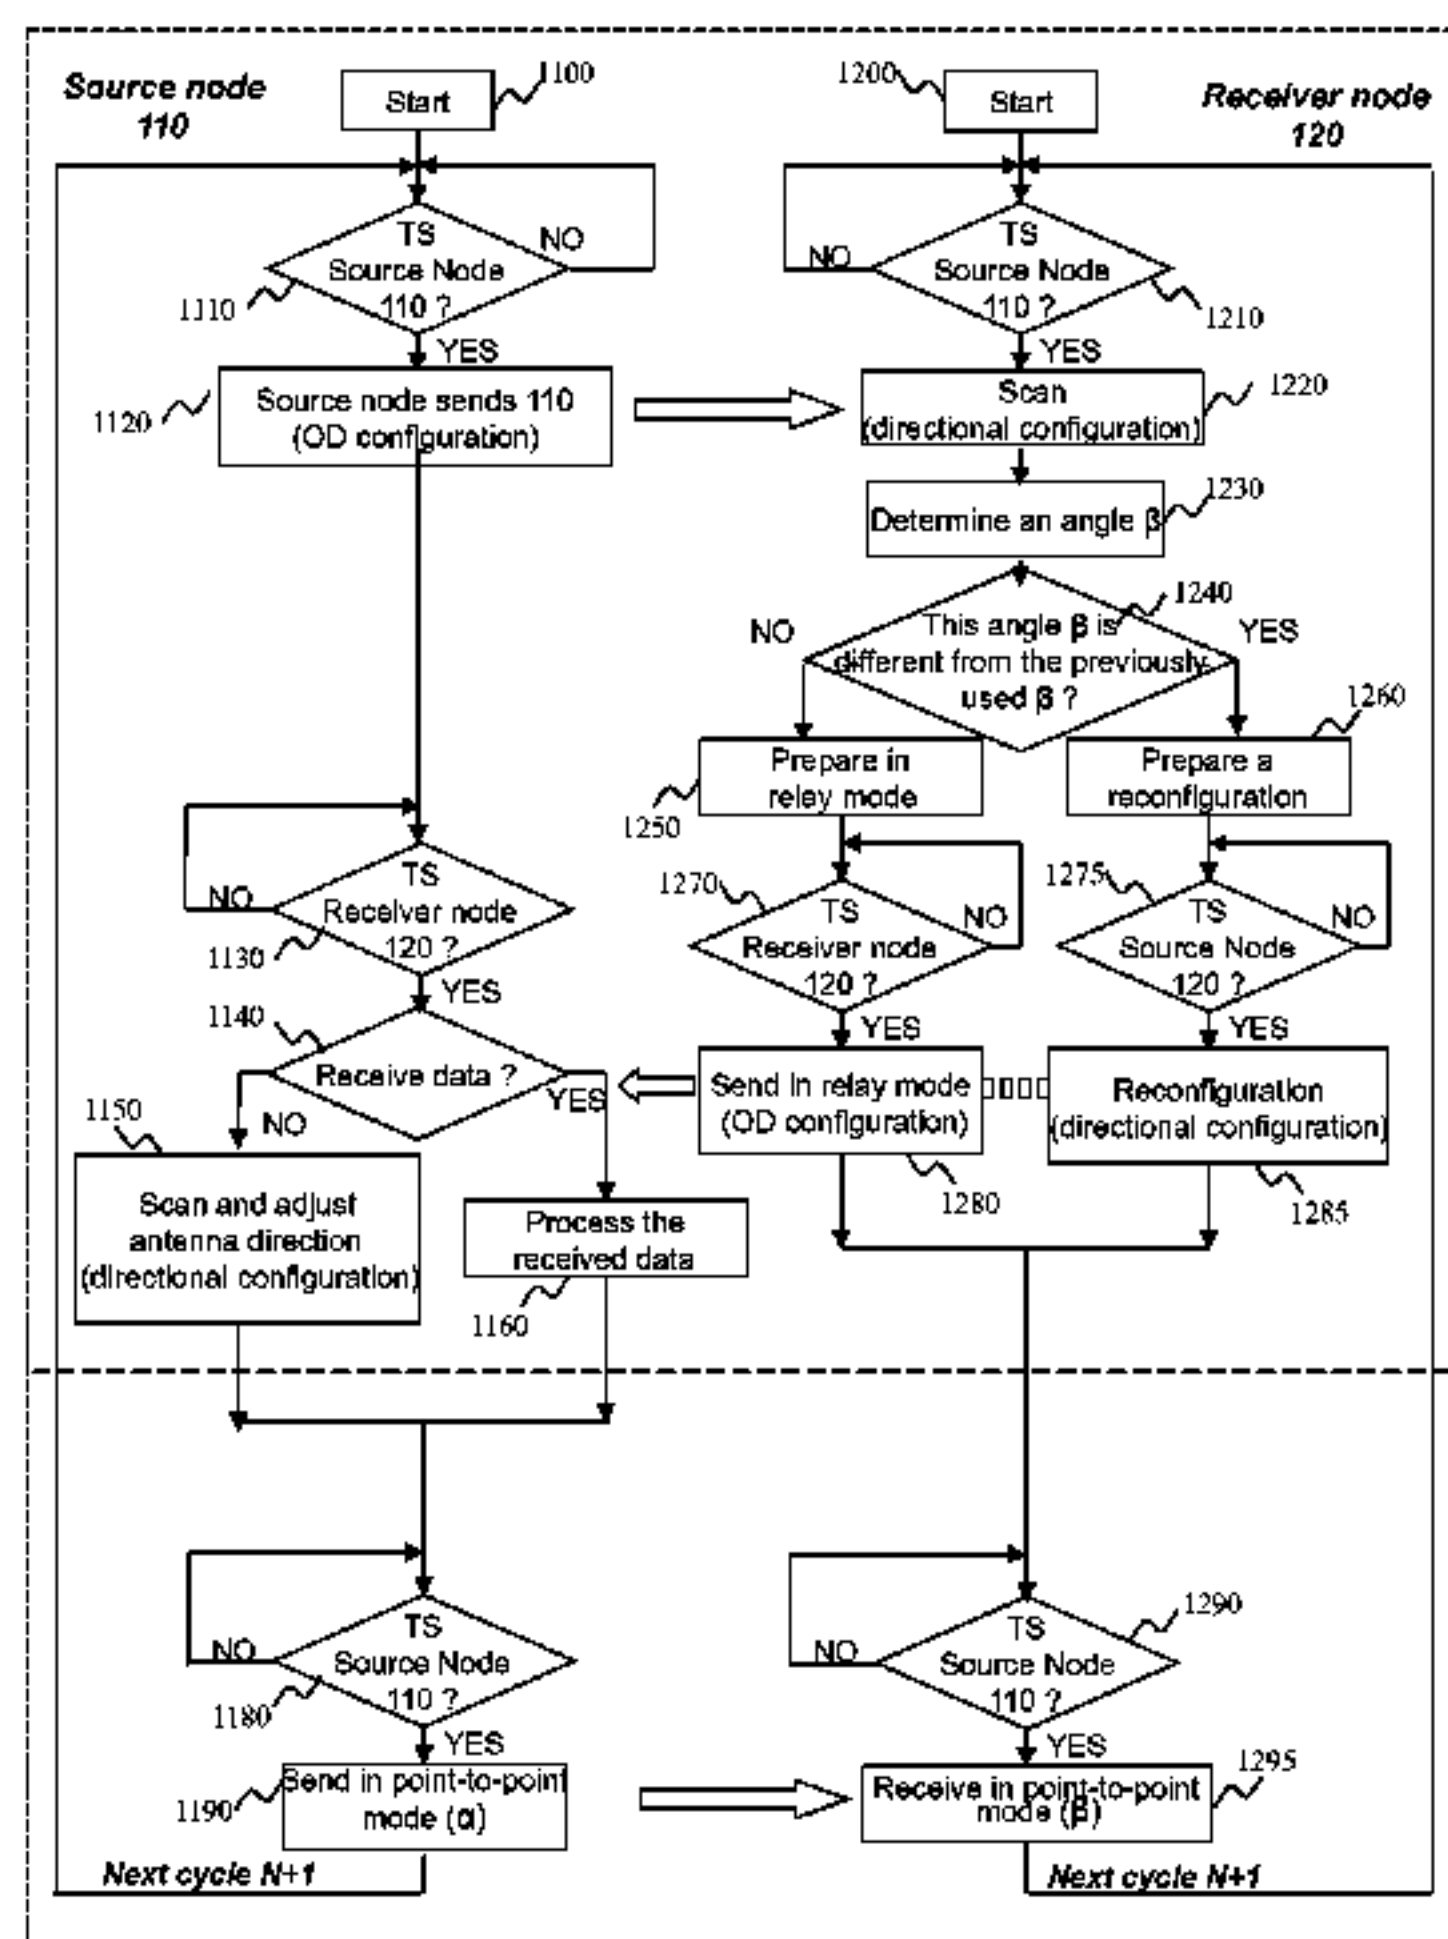 Source node
110
1100
Start
TS
Source Node
110 ?
NO
1110
YES
Source node sends 110
(OD configuration)
1120
TS
Receiver node
120 ?
NO
1130
YES
1140
Receive data ?
YES
NO
1150
Scan and adjust
antenna direction
(directional configuration)
Process the
received data
1160
TS
Source Node
110 ?
NO
1180
YES
Send in point-to-point
mode (α)
1190
Next cycle N+1
1200
Start
Receiver node
120
TS
Source Node
110 ?
NO
1210
YES
Scan
(directional configuration)
1220
Determine an angle β
1230
1240
This angle β is
different from the previously
used β ?
NO
YES
Prepare in
relay mode
1250
1260
Prepare a
reconfiguration
1270
TS
Receiver node
120 ?
NO
YES
1275
TS
Source Node
120 ?
NO
YES
Send in relay mode
(OD configuration)
1280
Reconfiguration
(directional configuration)
1285
1290
TS
Source Node
110 ?
NO
YES
Receive in point-to-point
mode (β)
1295
Next cycle N+1